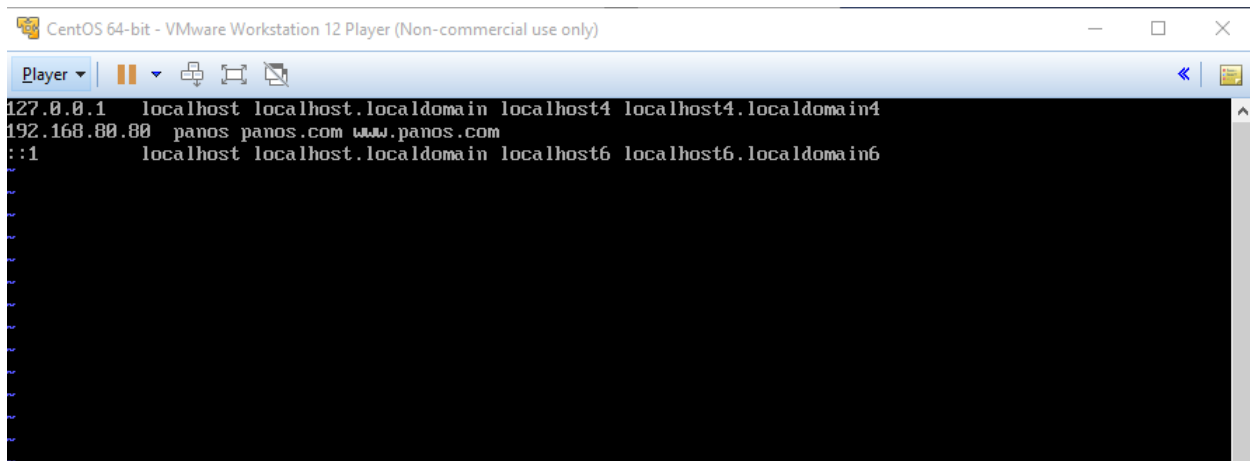 CentOS 64-bit - VMware Workstation 12 Player (Non-commercial use only)
Player
127.0.0.1 localhost localhost.localdomain localhost4 localhost4.localdomain4
192.168.80.80 panos panos.com www.panos.com
::1 localhost localhost.localdomain localhost6 localhost6.localdomain6
~
~
~
~
~
~
~
~
~
~
~
~
~